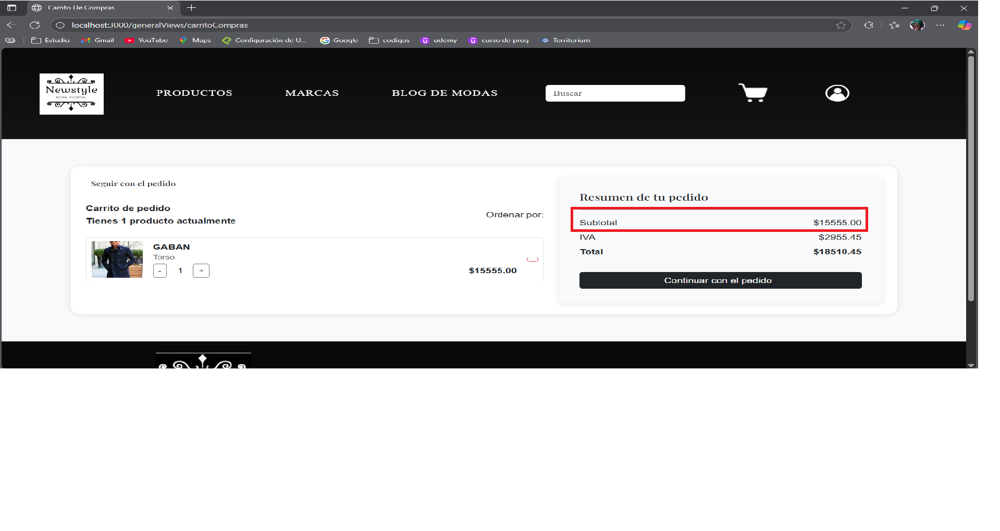 Carrito De Compras
localhost:3000/generalViews/carritoCompras
Estudio
Gmail
YouTube
Maps
Configuración de U...
Google
codigos
udemy
curso de prog
Territorium
Newstyle
ROPA FORMAL
PRODUCTOS
MARCAS
BLOG DE MODAS
Buscar
Seguir con el pedido
Carrito de pedido
Tienes 1 producto actualmente
Ordenar por:
GABAN
Torso
- 1 +
$15555.00
Resumen de tu pedido
Subtotal $15555.00
IVA $2955.45
Total $18510.45
Continuar con el pedido